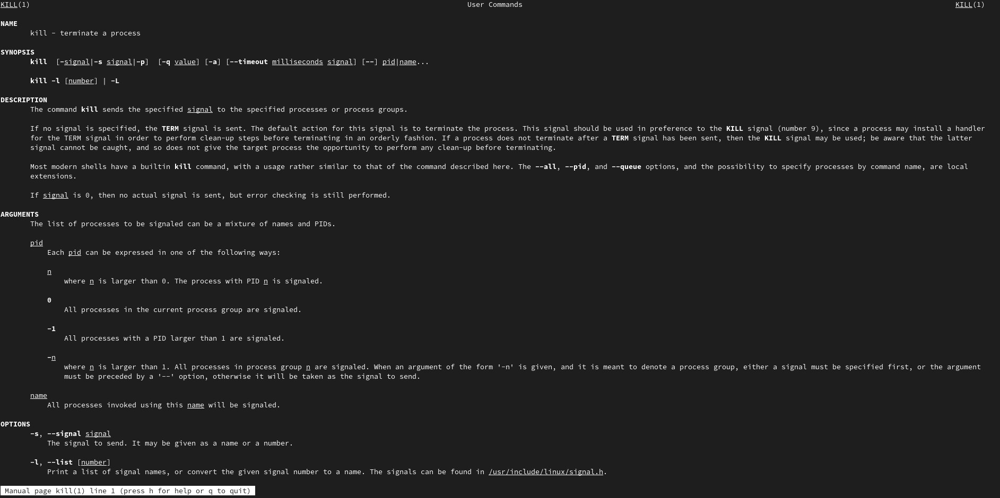 KILL(1) User Commands KILL(1)
NAME
kill - terminate a process
SYNOPSIS
kill [-signal|-s signal|-p] [-q value] [-a] [--timeout milliseconds signal] [--] pid|name...
kill -l [number] | -L
DESCRIPTION
The command kill sends the specified signal to the specified processes or process groups.
If no signal is specified, the TERM signal is sent. The default action for this signal is to terminate the process. This signal should be used in preference to the KILL signal (number 9), since a process may install a handler
for the TERM signal in order to perform clean-up steps before terminating in an orderly fashion. If a process does not terminate after a TERM signal has been sent, then the KILL signal may be used; be aware that the latter
signal cannot be caught, and so does not give the target process the opportunity to perform any clean-up before terminating.
Most modern shells have a builtin kill command, with a usage rather similar to that of the command described here. The --all, --pid, and --queue options, and the possibility to specify processes by command name, are local
extensions.
If signal is 0, then no actual signal is sent, but error checking is still performed.
ARGUMENTS
The list of processes to be signaled can be a mixture of names and PIDs.
pid
Each pid can be expressed in one of the following ways:
n
where n is larger than 0. The process with PID n is signaled.
0
All processes in the current process group are signaled.
-1
All processes with a PID larger than 1 are signaled.
-n
where n is larger than 1. All processes in process group n are signaled. When an argument of the form '-n' is given, and it is meant to denote a process group, either a signal must be specified first, or the argument
must be preceded by a '--' option, otherwise it will be taken as the signal to send.
name
All processes invoked using this name will be signaled.
OPTIONS
-s, --signal signal
The signal to send. It may be given as a name or a number.
-l, --list [number]
Print a list of signal names, or convert the given signal number to a name. The signals can be found in /usr/include/linux/signal.h.
Manual page kill(1) line 1 (press h for help or q to quit)